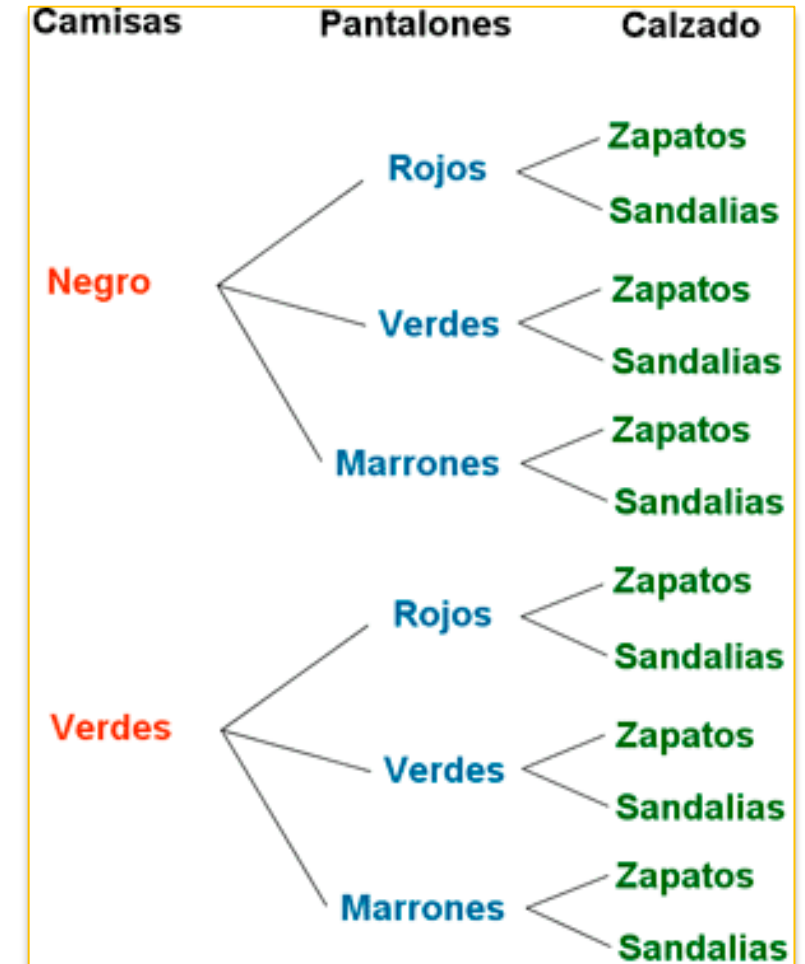 Camisas Pantalones Calzado
Zapatos
Rojos
Sandalias
Negro
Zapatos
Verdes
Sandalias
Zapatos
Marrones
Sandalias
Zapatos
Rojos
Sandalias
Verdes
Zapatos
Verdes
Sandalias
Zapatos
Marrones
Sandalias